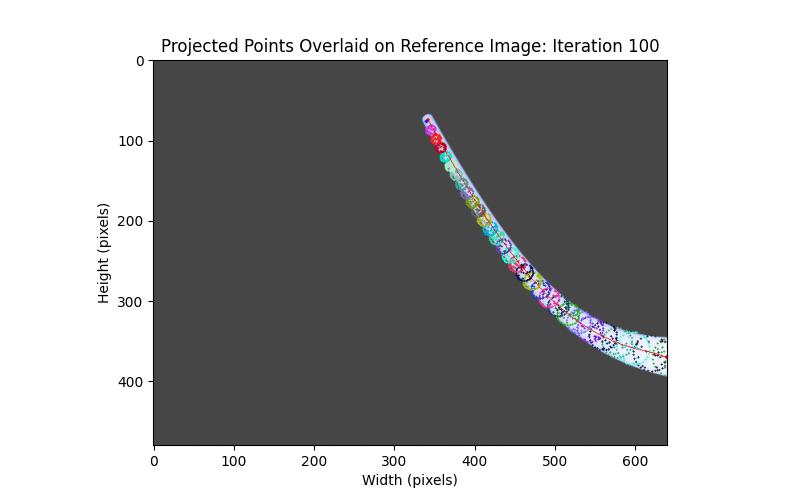 Projected Points Overlaid on Reference Image: Iteration 100
0
100
200
300
400
Height (pixels)
0 100 200 300 400 500 600
Width (pixels)